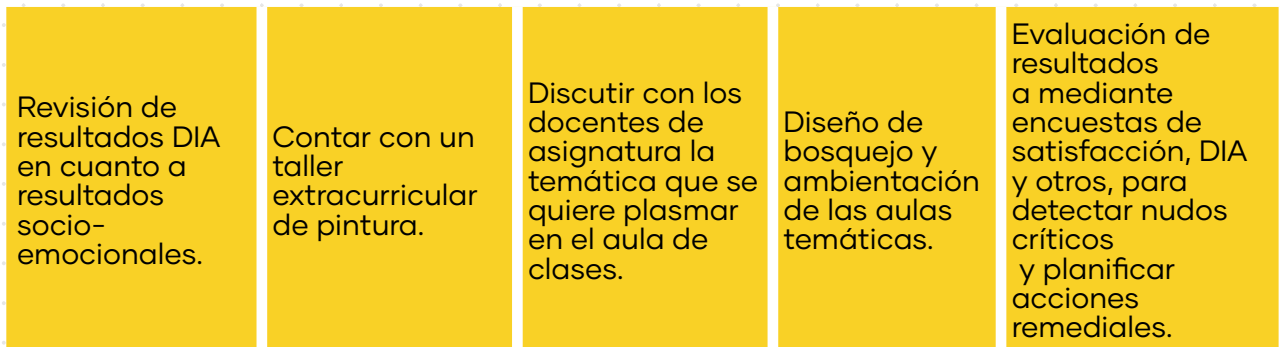 Revisión de
resultados DIA
en cuanto a
resultados
socio-
emocionales.
Contar con un
taller
extracurricular
de pintura.
Discutir con los
docentes de
asignatura la
temática que se
quiere plasmar
en el aula de
clases.
Diseño de
bosquejo y
ambientación
de las aulas
temáticas.
Evaluación de
resultados
a mediante
encuestas de
satisfacción, DIA
y otros, para
detectar nudos
críticos
y planificar
acciones
remediales.